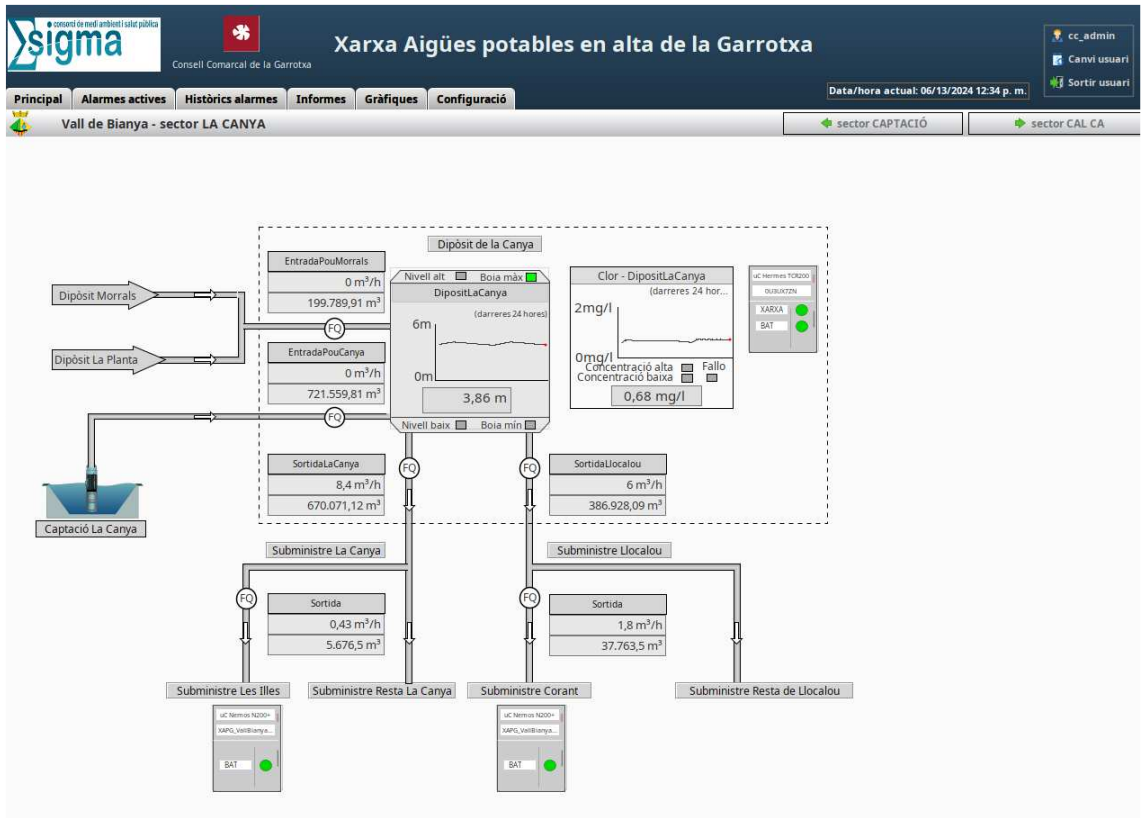 consorci de medi ambient i salut pública
sigma
Consell Comarcal de la Garrotxa
Xarxa Aigües potables en alta de la Garrotxa
cc_admin
Canvi usuari
Sortir usuari
Data/hora actual: 06/13/2024 12:34 p. m.
Principal
Alarmes actives
Històrics alarmes
Informes
Gràfiques
Configuració
Vall de Bianya - sector LA CANYA
sector CAPTACIÓ
sector CAL CA
Dipòsit de la Canya
EntradaPouMorrals
0 m³/h
199.789,91 m³
Dipòsit Morrals
FQ
Dipòsit La Planta
EntradaPouCanya
0 m³/h
721.559,81 m³
FQ
Nivell alt
Boia màx
DipositLaCanya
(darreres 24 hores)
6m
0m
3,86 m
Nivell baix
Boia mín
Clor - DipositLaCanya
(darreres 24 hor...
2mg/l
0mg/l
Concentració alta
Fallo
Concentració baixa
0,68 mg/l
uC Hermes TCR200
0U3UX7ZN
XARXA
BAT
Captació La Canya
SortidaLaCanya
8,4 m³/h
670.071,12 m³
FQ
FQ
SortidaLlocalou
6 m³/h
386.928,09 m³
Subministre La Canya
Subministre Llocalou
FQ
Sortida
0,43 m³/h
5.676,5 m³
FQ
Sortida
1,8 m³/h
37.763,5 m³
Subministre Les Illes
Subministre Resta La Canya
Subministre Corant
Subministre Resta de Llocalou
uC Nemos N200+
XAPG_VallBianya...
BAT
uC Nemos N200+
XAPG_VallBianya...
BAT